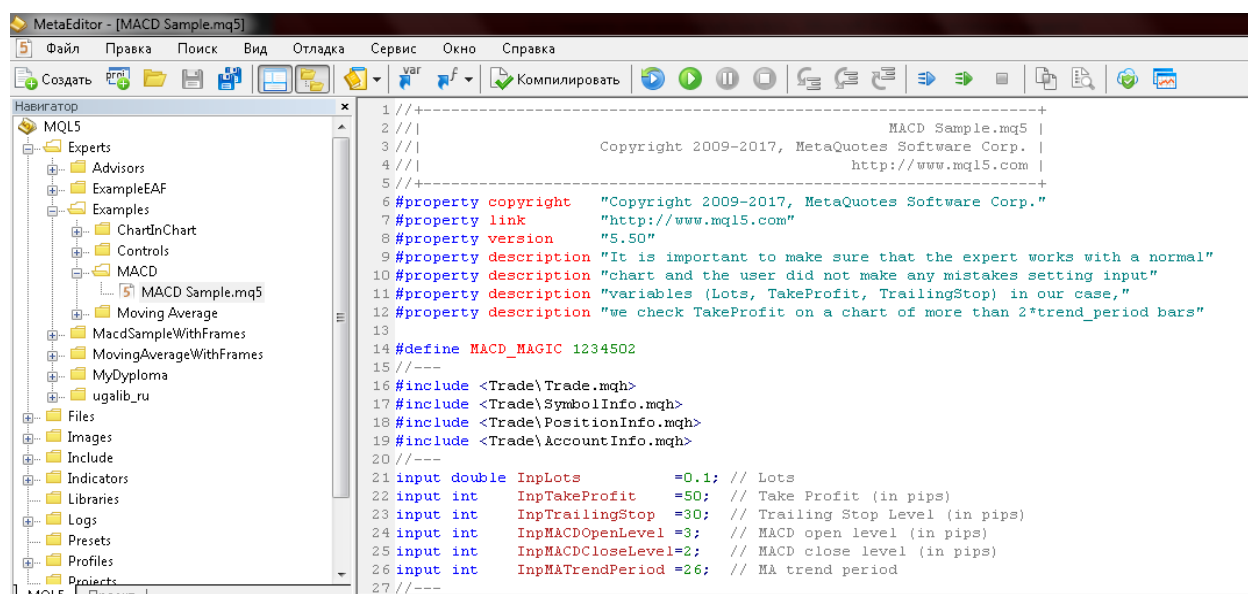 MetaEditor - [MACD Sample.mq5]
Файл Правка Поиск Вид Отладка Сервис Окно Справка
Создать Компилировать
Навигатор
MQL5
Experts
Advisors
ExampleEAF
Examples
ChartInChart
Controls
MACD
MACD Sample.mq5
Moving Average
MacdSampleWithFrames
MovingAverageWithFrames
MyDyploma
ugalib_ru
Files
Images
Include
Indicators
Libraries
Logs
Presets
Profiles
Projects
1 //+------------------------------------------------------------------+
2 //| MACD Sample.mq5 |
3 //| Copyright 2009-2017, MetaQuotes Software Corp. |
4 //| http://www.mql5.com |
5 //+------------------------------------------------------------------+
6 #property copyright "Copyright 2009-2017, MetaQuotes Software Corp."
7 #property link "http://www.mql5.com"
8 #property version "5.50"
9 #property description "It is important to make sure that the expert works with a normal"
10 #property description "chart and the user did not make any mistakes setting input"
11 #property description "variables (Lots, TakeProfit, TrailingStop) in our case,"
12 #property description "we check TakeProfit on a chart of more than 2*trend_period bars"
13
14 #define MACD_MAGIC 1234502
15 //---
16 #include <Trade\Trade.mqh>
17 #include <Trade\SymbolInfo.mqh>
18 #include <Trade\PositionInfo.mqh>
19 #include <Trade\AccountInfo.mqh>
20 //---
21 input double InpLots =0.1; // Lots
22 input int InpTakeProfit =50; // Take Profit (in pips)
23 input int InpTrailingStop =30; // Trailing Stop Level (in pips)
24 input int InpMACDOpenLevel =3; // MACD open level (in pips)
25 input int InpMACDCloseLevel=2; // MACD close level (in pips)
26 input int InpMATrendPeriod =26; // MA trend period
27 //---